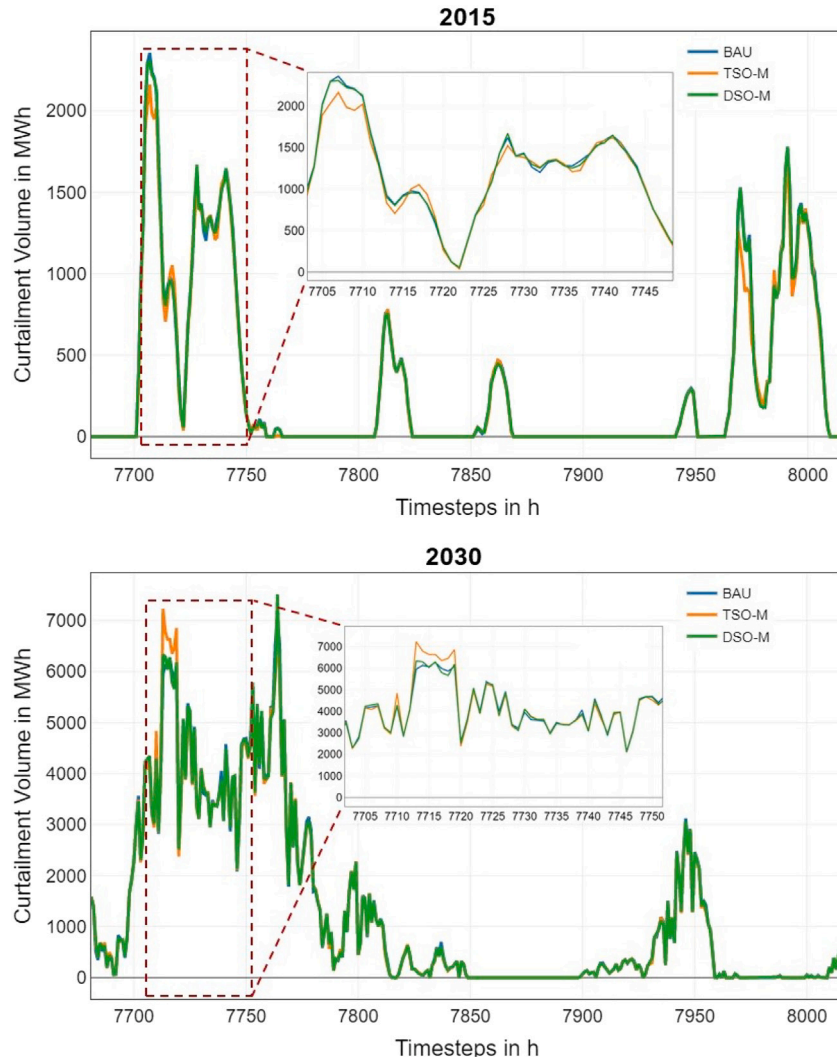 2015
Curtailment Volume in MWh
2000
1500
1000
500
0
BAU
TSO-M
DSO-M
2000
1500
1000
500
0
7705 7710 7715 7720 7725 7730 7735 7740 7745
7700 7750 7800 7850 7900 7950 8000
Timesteps in h
2030
Curtailment Volume in MWh
7000
6000
5000
4000
3000
2000
1000
0
BAU
TSO-M
DSO-M
7000
6000
5000
4000
3000
2000
1000
0
7705 7710 7715 7720 7725 7730 7735 7740 7745 7750
7700 7750 7800 7850 7900 7950 8000
Timesteps in h